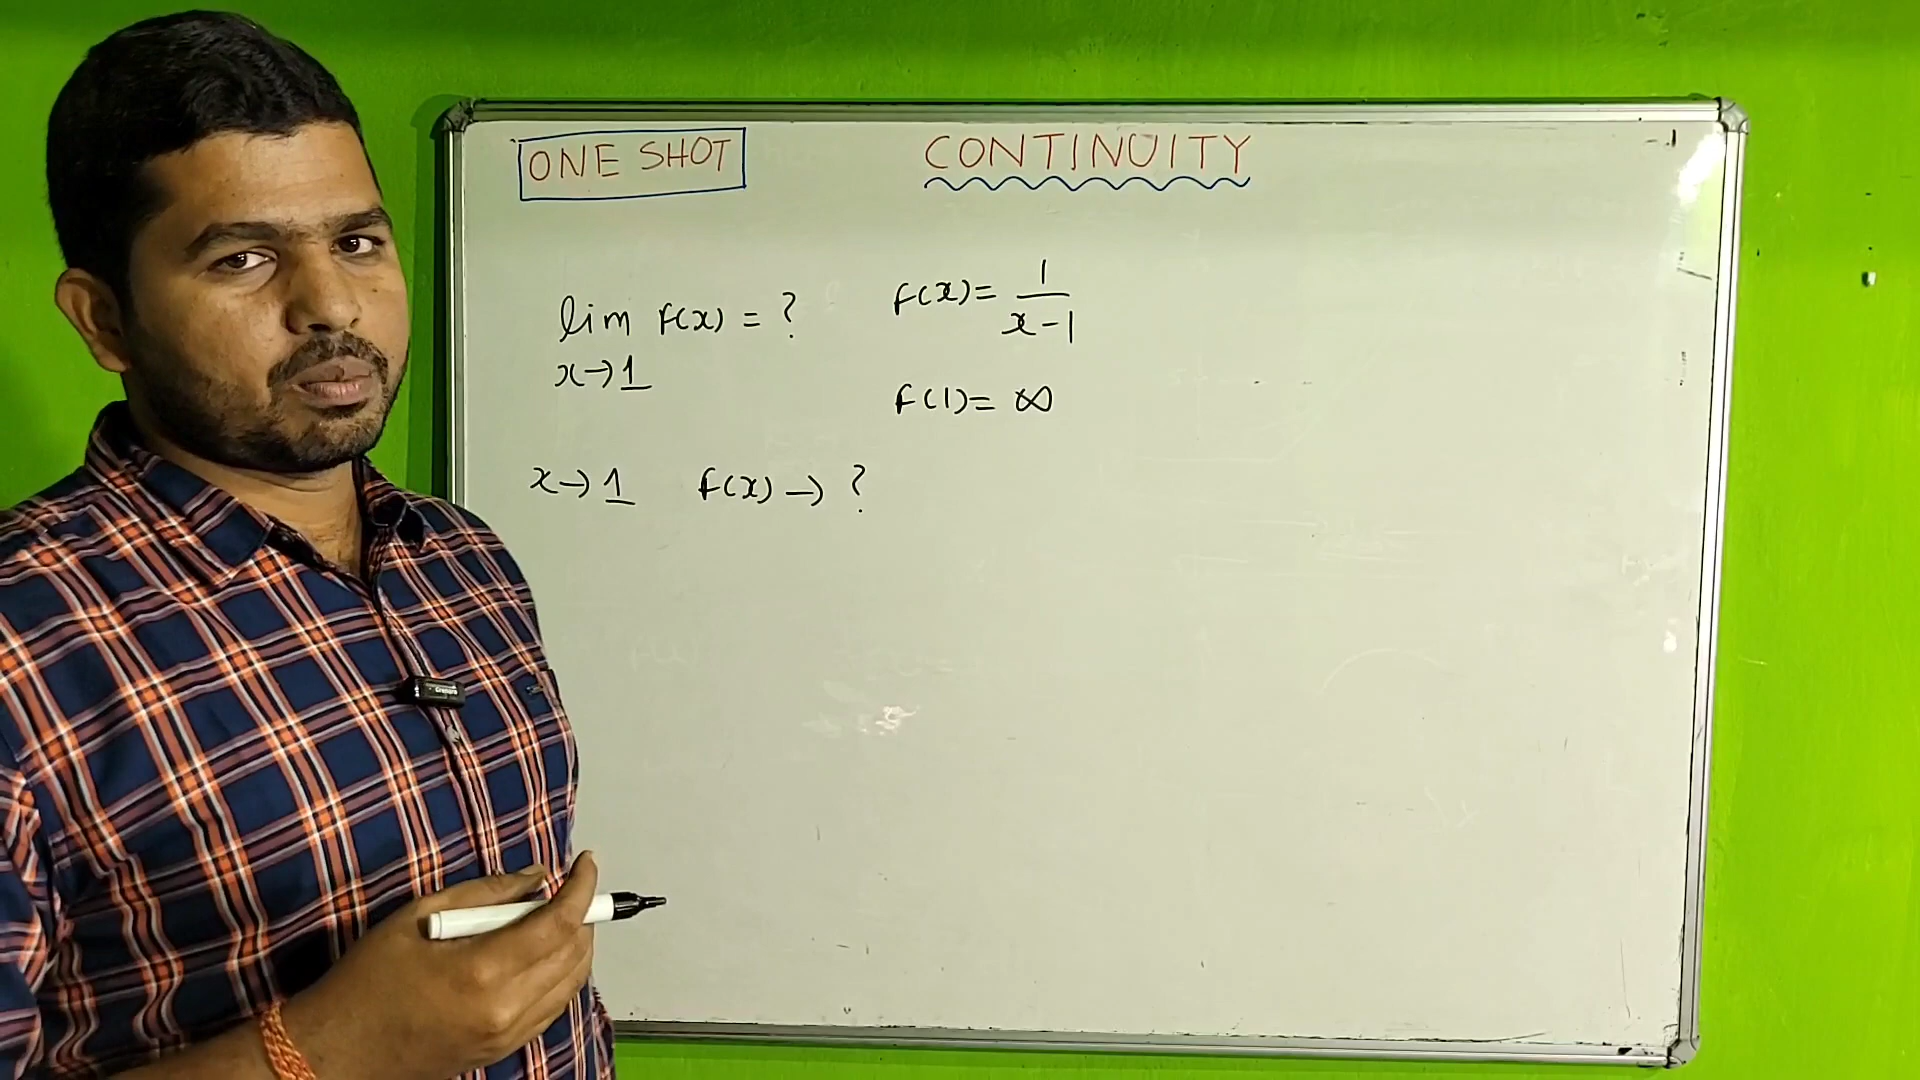 ONE SHOT
CONTINUITY
lim f(x) = ?
x→1
f(x) = 1/(x-1)
f(1) = ∞
x→1 f(x) → ?